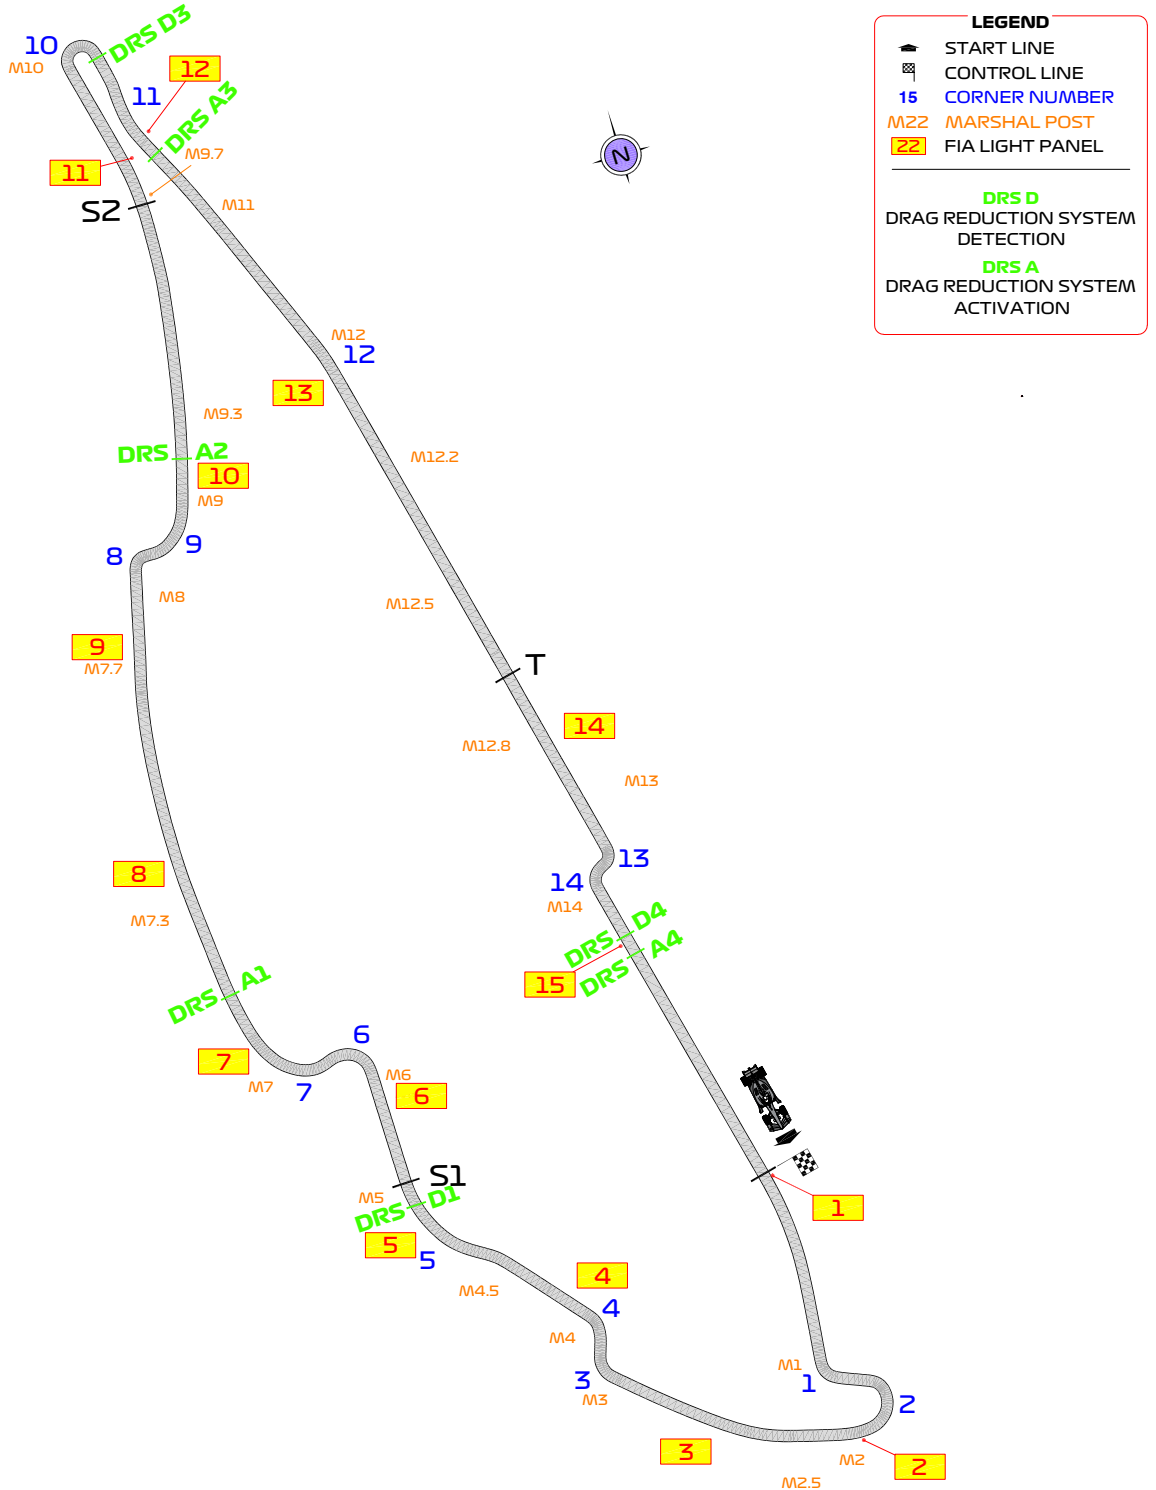 DRS D3
LEGEND
10
START LINE
M10
12
CONTROL LINE
11
15 CORNER NUMBER
DRS A3
M22 MARSHAL POST
22 FIA LIGHT PANEL
N
M9.7
11
DRS D
S2
M11
DRAG REDUCTION SYSTEM
DETECTION
DRS A
DRAG REDUCTION SYSTEM
ACTIVATION
M12
12
13
M9.3
DRS A2
M12.2
10
M9
9
8
M8
M12.5
9
M7.7
T
14
M12.8
M13
13
8
14
M14
M7.3
DRS D4
DRS A4
15
DRS A1
6
7
M7
7
M6
6
S1
M5
DRS D1
1
5
5
4
M4.5
4
M4
M1
3
1
M3
2
3
M2
2
M2.5